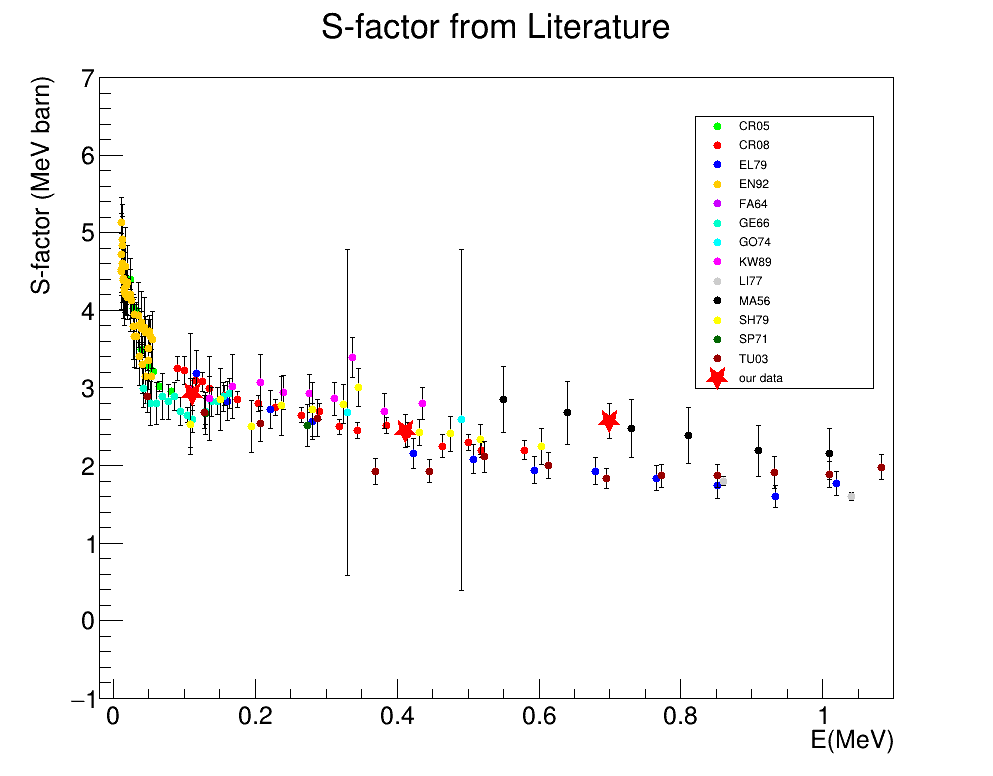 S-factor from Literature
S-factor (MeV barn)
7
6
5
4
3
2
1
0
−1
0
0.2
0.4
0.6
0.8
1
E(MeV)
CR05
CR08
EL79
EN92
FA64
GE66
GO74
KW89
LI77
MA56
SH79
SP71
TU03
our data